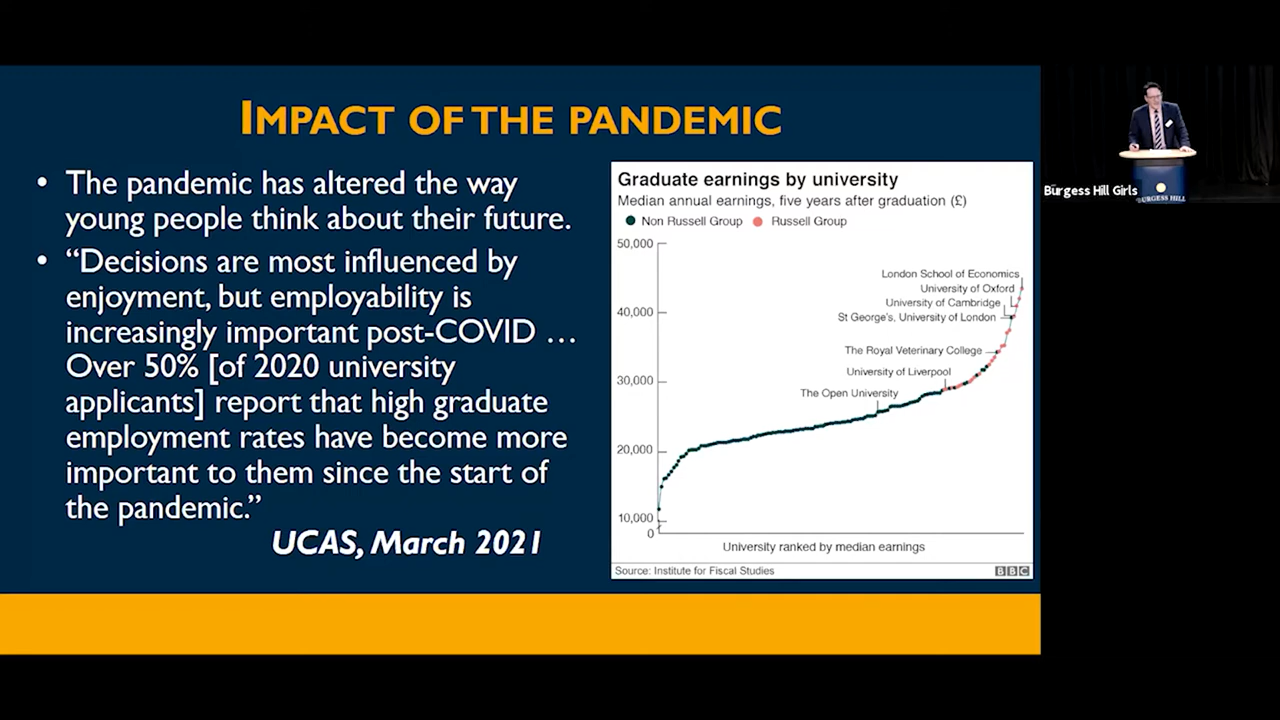 IMPACT OF THE PANDEMIC
• The pandemic has altered the way
young people think about their future.
• “Decisions are most influenced by
enjoyment, but employability is
increasingly important post-COVID …
Over 50% [of 2020 university
applicants] report that high graduate
employment rates have become more
important to them since the start of
the pandemic.”
UCAS, March 2021
Graduate earnings by university
Median annual earnings, five years after graduation (£)
Non Russell Group Russell Group
50,000
40,000
30,000
20,000
10,000
0
London School of Economics
University of Oxford
University of Cambridge
St George's, University of London
The Royal Veterinary College
University of Liverpool
The Open University
University ranked by median earnings
Source: Institute for Fiscal Studies
BBC
Burgess Hill Girls
BURGESS HILL